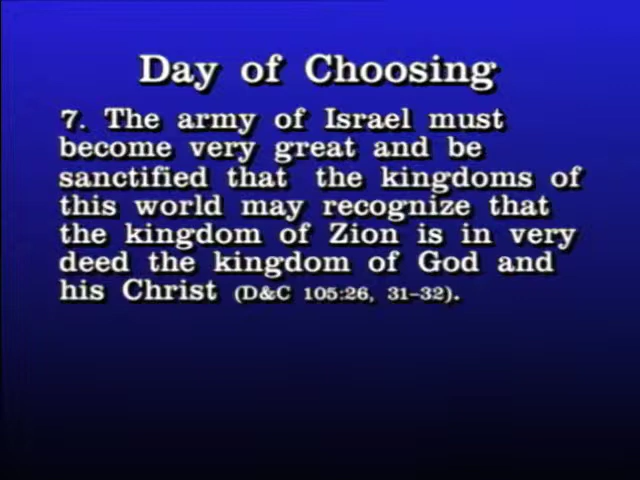 Day of Choosing
7. The army of Israel must
become very great and be
sanctified that the kingdoms of
this world may recognize that
the kingdom of Zion is in very
deed the kingdom of God and
his Christ (D&C 105:26, 31–32).